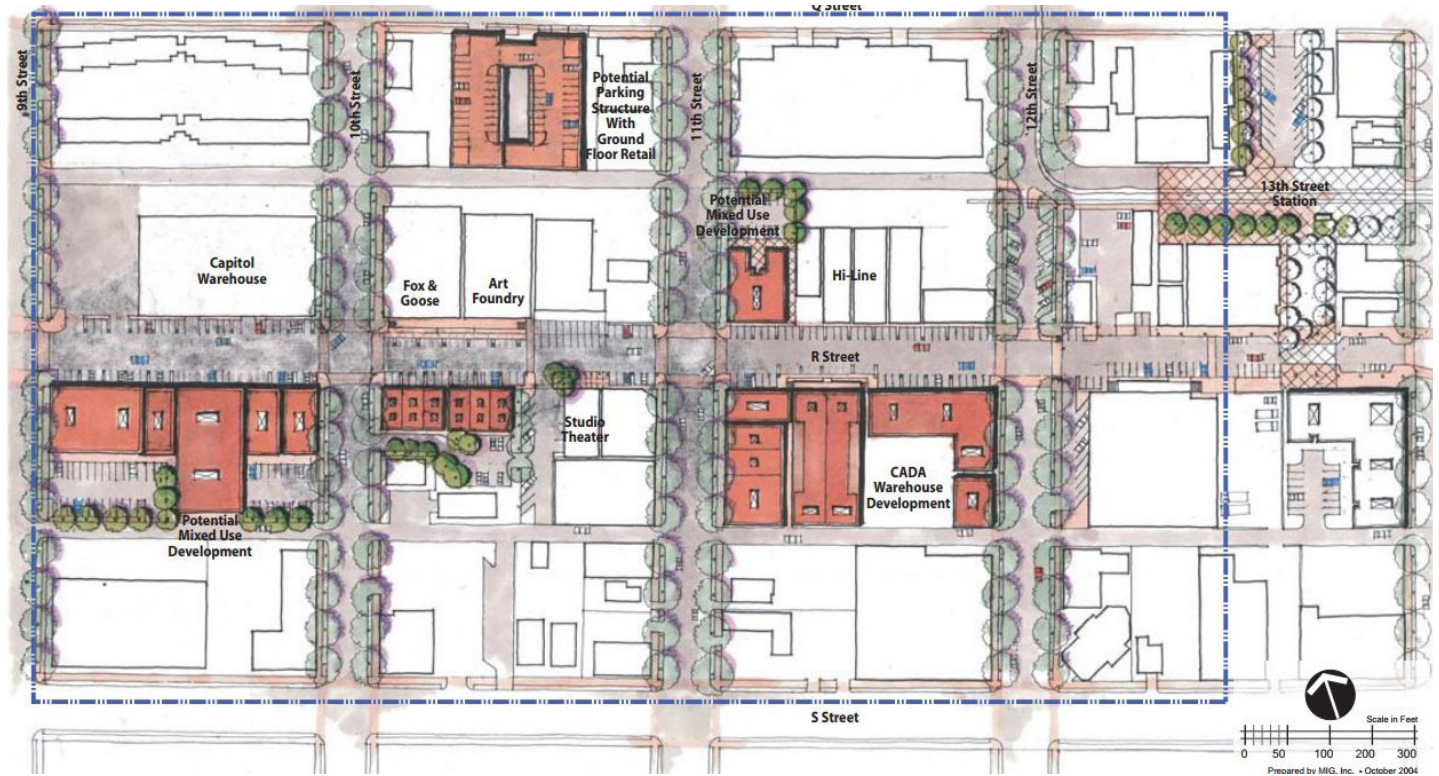 Q Street
9th Street
10th Street
Potential
Parking
Structure
With
Ground
Floor Retail
11th Street
12th Street
13th Street
Station
Potential
Mixed Use
Development
Capitol
Warehouse
Fox &
Goose
Art
Foundry
Hi-Line
R Street
Studio
Theater
CADA
Warehouse
Development
Potential
Mixed Use
Development
S Street
Scale in Feet
0 50 100 200 300
Prepared by MIG, Inc. • October 2004